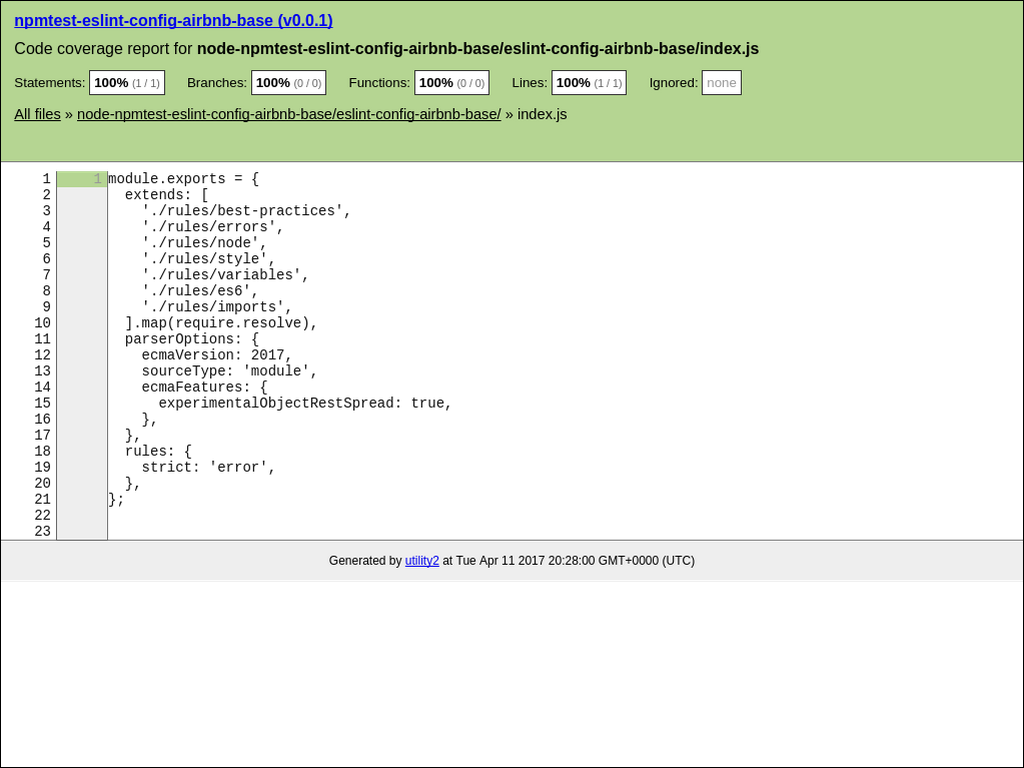 npmtest-eslint-config-airbnb-base (v0.0.1)
Code coverage report for node-npmtest-eslint-config-airbnb-base/eslint-config-airbnb-base/index.js
Statements: 100% (1 / 1) Branches: 100% (0 / 0) Functions: 100% (0 / 0) Lines: 100% (1 / 1) Ignored: none
All files » node-npmtest-eslint-config-airbnb-base/eslint-config-airbnb-base/ » index.js
1 1 module.exports = {
2   extends: [
3     './rules/best-practices',
4     './rules/errors',
5     './rules/node',
6     './rules/style',
7     './rules/variables',
8     './rules/es6',
9     './rules/imports',
10   ].map(require.resolve),
11   parserOptions: {
12     ecmaVersion: 2017,
13     sourceType: 'module',
14     ecmaFeatures: {
15       experimentalObjectRestSpread: true,
16     },
17   },
18   rules: {
19     strict: 'error',
20   },
21 };
22
23
Generated by utility2 at Tue Apr 11 2017 20:28:00 GMT+0000 (UTC)